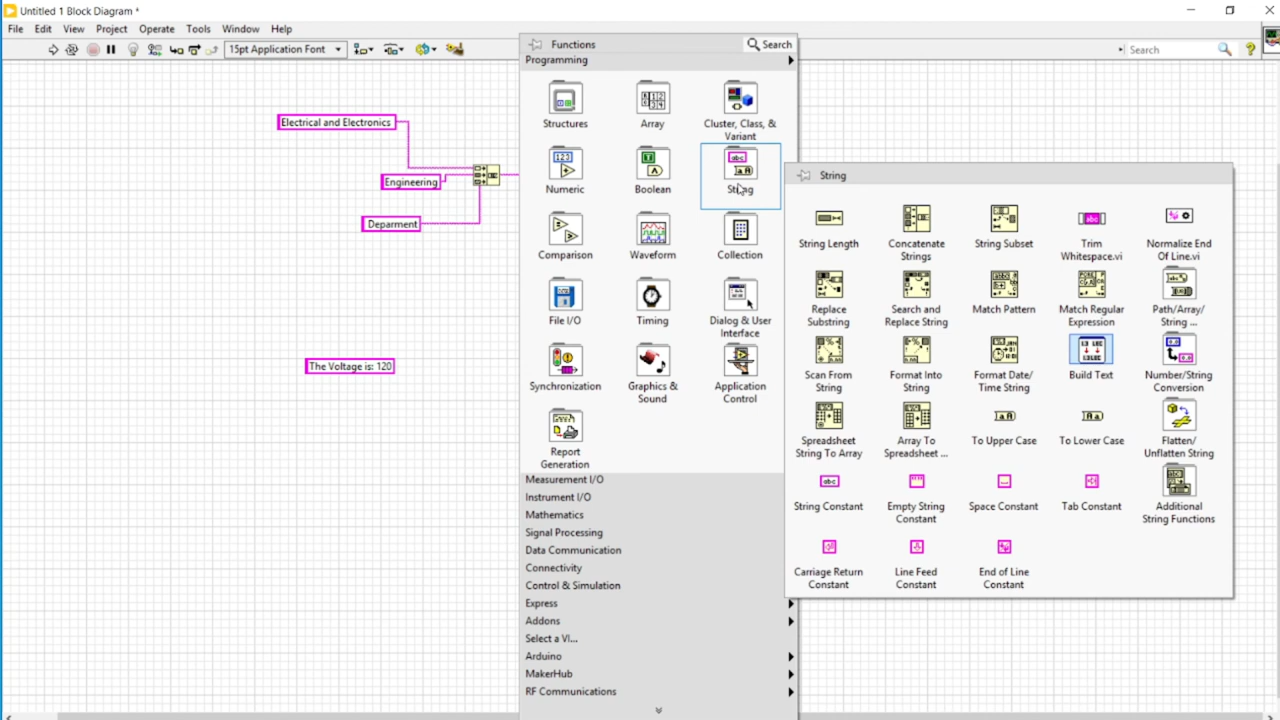 Untitled 1 Block Diagram *
File Edit View Project Operate Tools Window Help
15pt Application Font
Search
Electrical and Electronics
Engineering
Deparment
The Voltage is: 120
Functions
Search
Programming
Structures
Array
Cluster, Class, &
Variant
Numeric
Boolean
String
Comparison
Waveform
Collection
File I/O
Timing
Dialog & User
Interface
Synchronization
Graphics &
Sound
Application
Control
Report
Generation
Measurement I/O
Instrument I/O
Mathematics
Signal Processing
Data Communication
Connectivity
Control & Simulation
Express
Addons
Select a VI...
Arduino
MakerHub
RF Communications
String
String Length
Concatenate
Strings
String Subset
Trim
Whitespace.vi
Normalize End
Of Line.vi
Replace
Substring
Search and
Replace String
Match Pattern
Match Regular
Expression
Path/Array/
String ...
Scan From
String
Format Into
String
Format Date/
Time String
Build Text
Number/String
Conversion
Spreadsheet
String To Array
Array To
Spreadsheet ...
To Upper Case
To Lower Case
Flatten/
Unflatten String
String Constant
Empty String
Constant
Space Constant
Tab Constant
Additional
String Functions
Carriage Return
Constant
Line Feed
Constant
End of Line
Constant